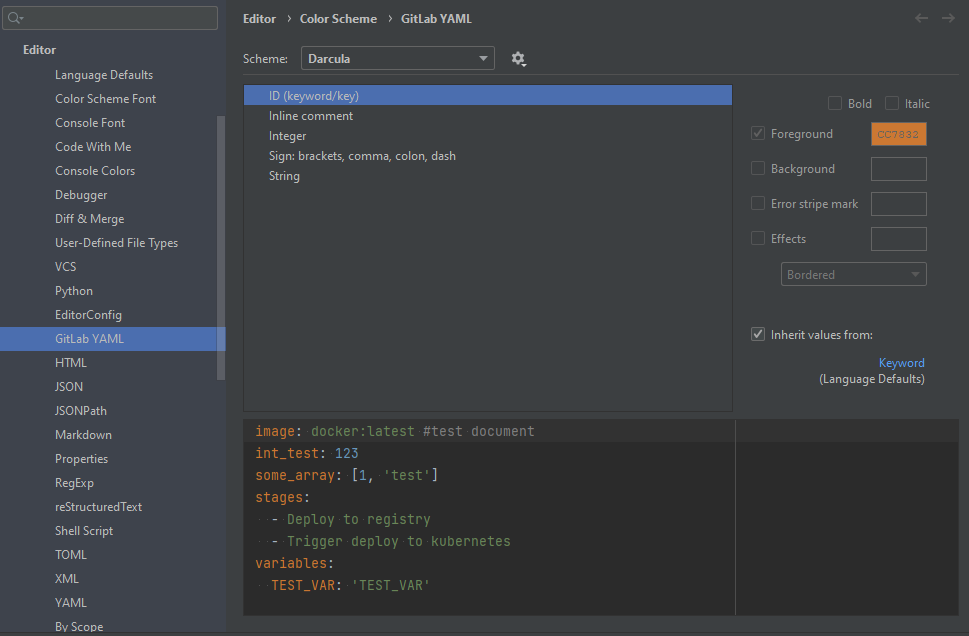 Editor
Language Defaults
Color Scheme Font
Console Font
Code With Me
Console Colors
Debugger
Diff & Merge
User-Defined File Types
VCS
Python
EditorConfig
GitLab YAML
HTML
JSON
JSONPath
Markdown
Properties
RegExp
reStructuredText
Shell Script
TOML
XML
YAML
By Scope
Editor › Color Scheme › GitLab YAML
Scheme: Darcula
ID (keyword/key)
Inline comment
Integer
Sign: brackets, comma, colon, dash
String
Bold Italic
Foreground CC7832
Background
Error stripe mark
Effects
Bordered
Inherit values from:
Keyword
(Language Defaults)
image: docker:latest #test document
int_test: 123
some_array: [1, 'test']
stages:
- Deploy to registry
- Trigger deploy to kubernetes
variables:
TEST_VAR: 'TEST_VAR'